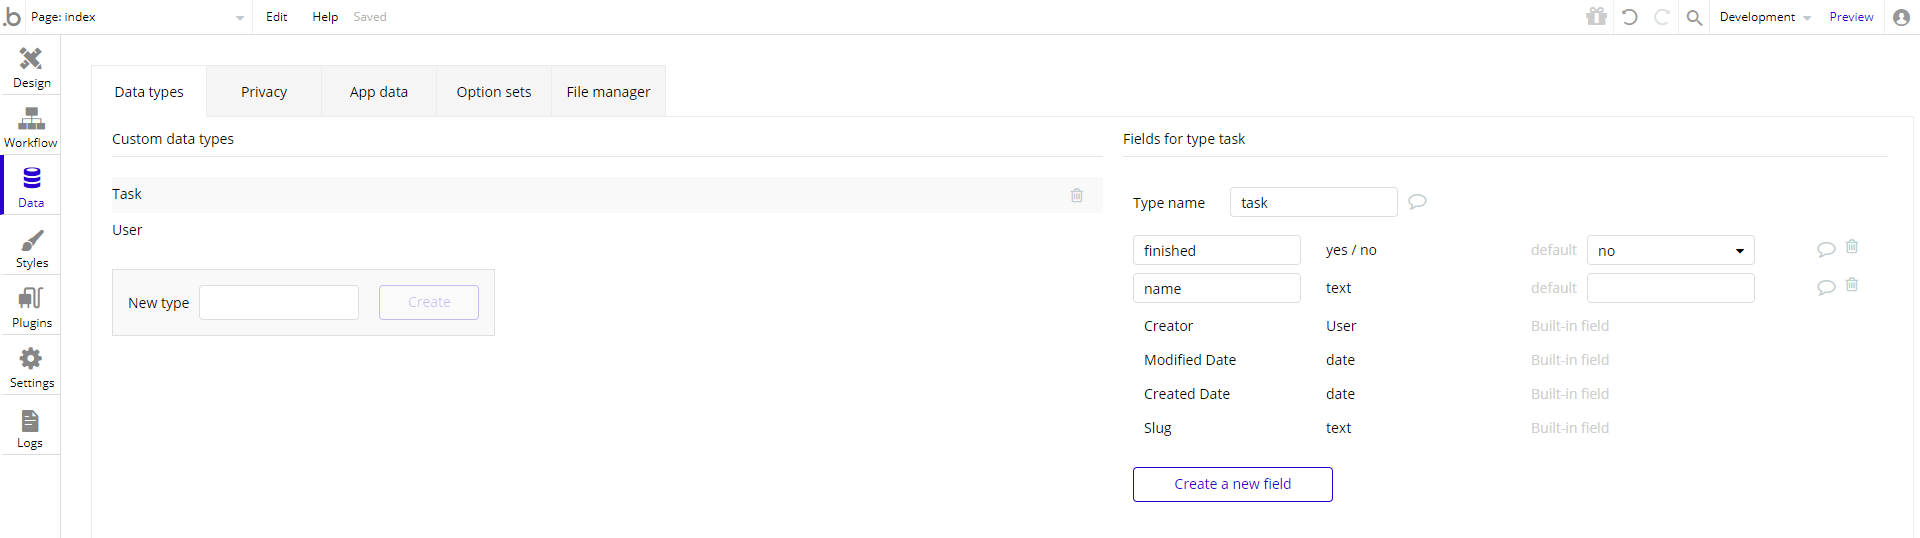 .b Page: index Edit Help Saved Development Preview
Design
Workflow
Data
Styles
Plugins
Settings
Logs
Data types Privacy App data Option sets File manager
Custom data types
Task
User
New type Create
Fields for type task
Type name task
finished yes / no default no
name text default
Creator User Built-in field
Modified Date date Built-in field
Created Date date Built-in field
Slug text Built-in field
Create a new field